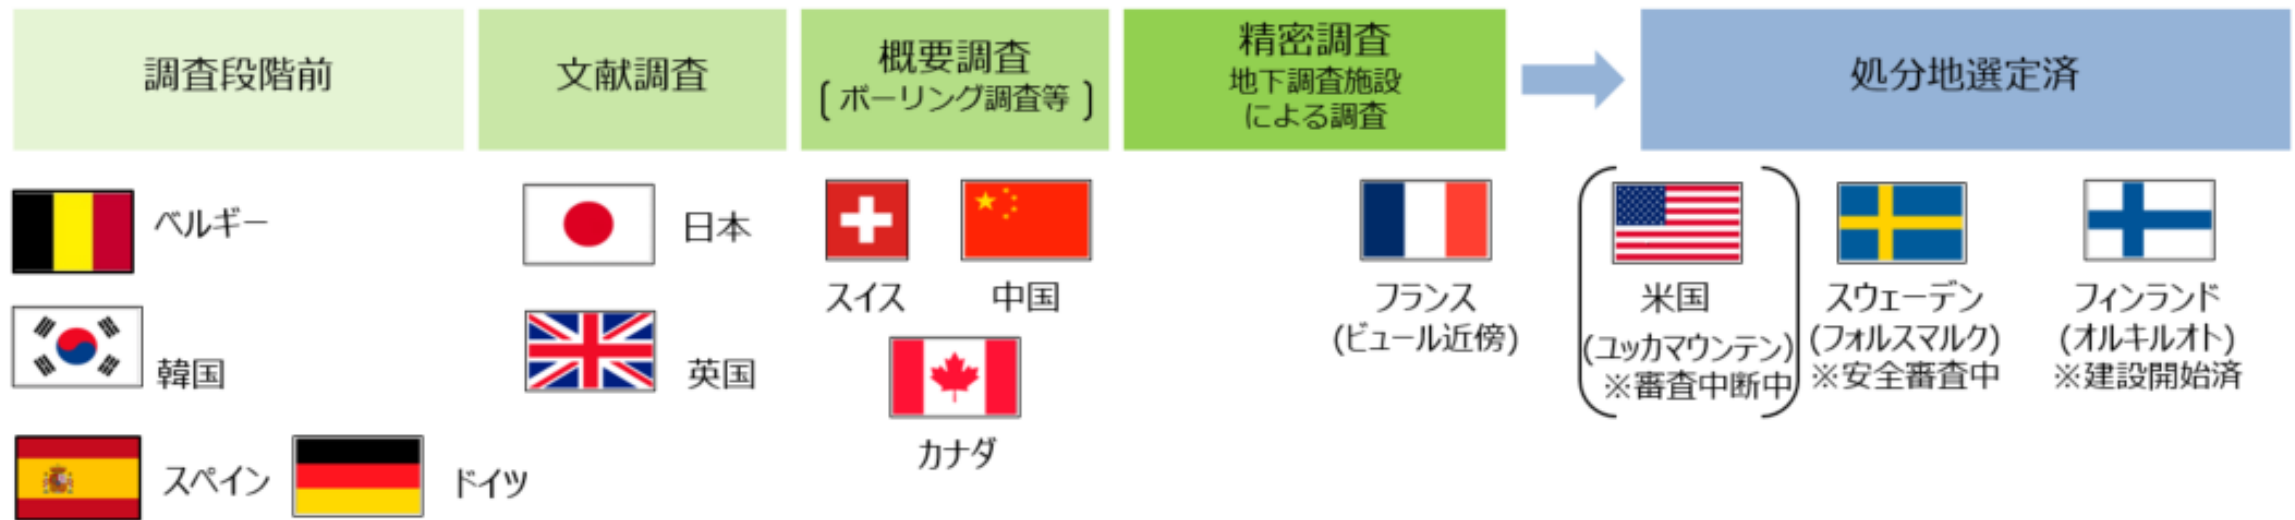 調査段階前
文献調査
概要調査
〔 ボーリング調査等 〕
精密調査
地下調査施設
による調査
処分地選定済
ベルギー
韓国
スペイン
ドイツ
日本
英国
スイス
中国
カナダ
フランス
(ビュール近傍)
米国
(ユッカマウンテン)
※審査中断中
スウェーデン
(フォルスマルク)
※安全審査中
フィンランド
(オルキルオト)
※建設開始済